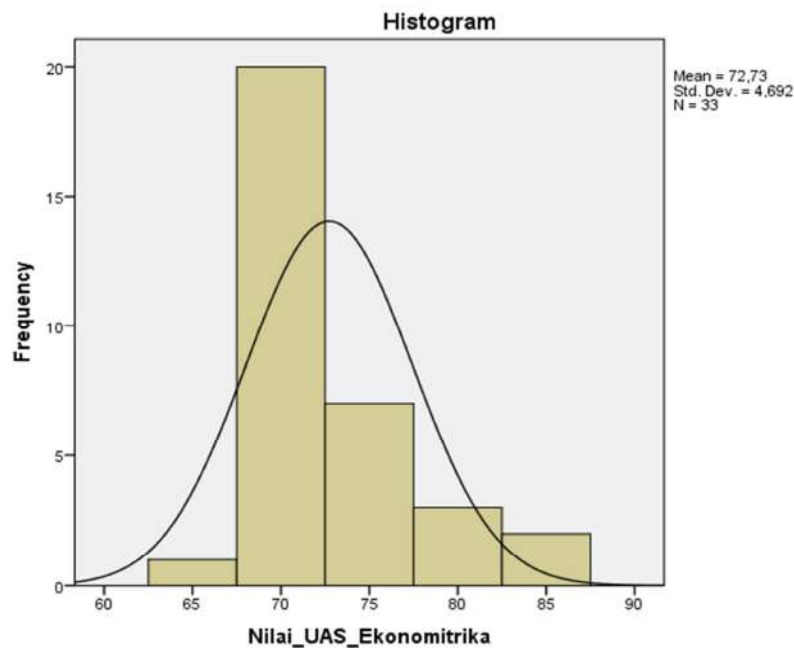 Histogram
Mean = 72,73
Std. Dev. = 4,692
N = 33
20
15
10
5
0
Frequency
60 65 70 75 80 85 90
Nilai_UAS_Ekonomitrika